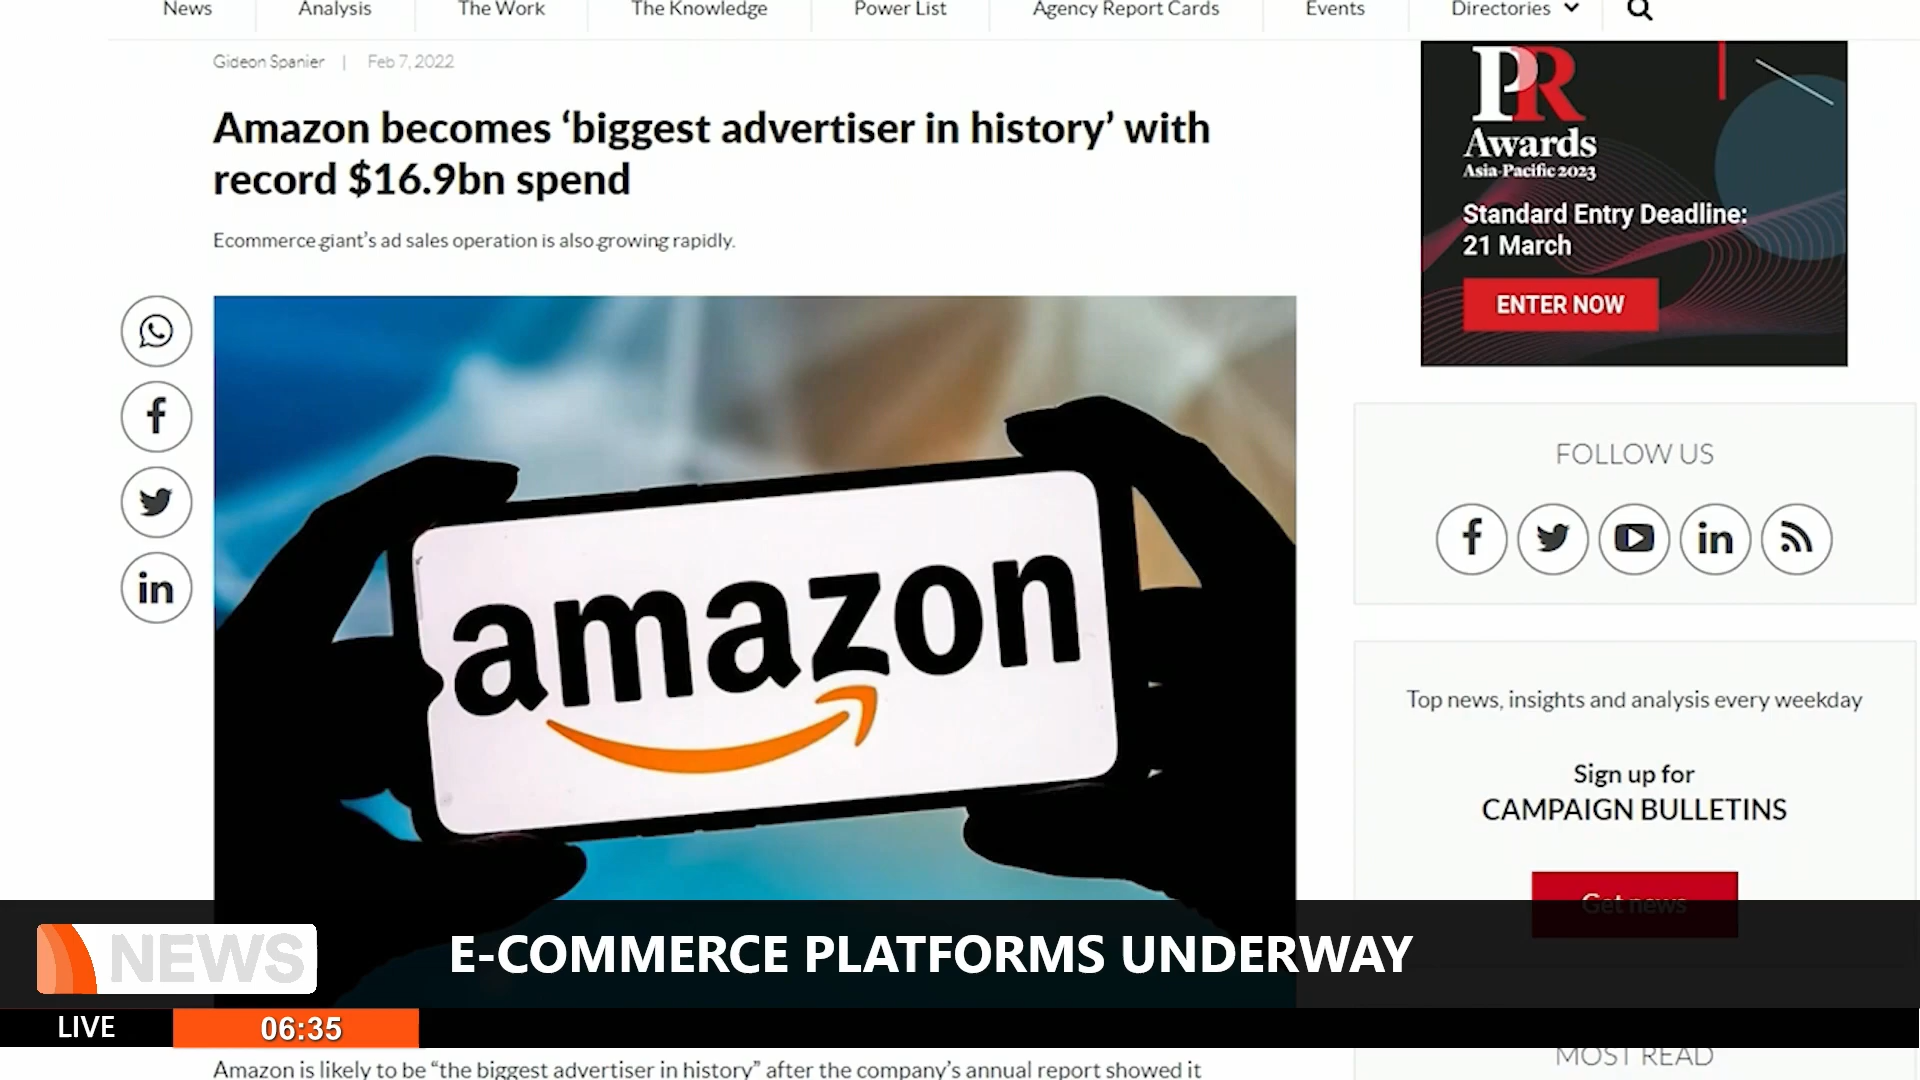 News
Analysis
The Work
The Knowledge
Power List
Agency Report Cards
Events
Directories
Gideon Spanier | Feb 7, 2022
Amazon becomes ‘biggest advertiser in history’ with
record $16.9bn spend
Ecommerce giant’s ad sales operation is also growing rapidly.
amazon
PR
Awards
Asia-Pacific 2023
Standard Entry Deadline:
21 March
ENTER NOW
FOLLOW US
Top news, insights and analysis every weekday
Sign up for
CAMPAIGN BULLETINS
Get news
NEWS
E-COMMERCE PLATFORMS UNDERWAY
LIVE
06:35
MOST READ
Amazon is likely to be “the biggest advertiser in history” after the company’s annual report showed it